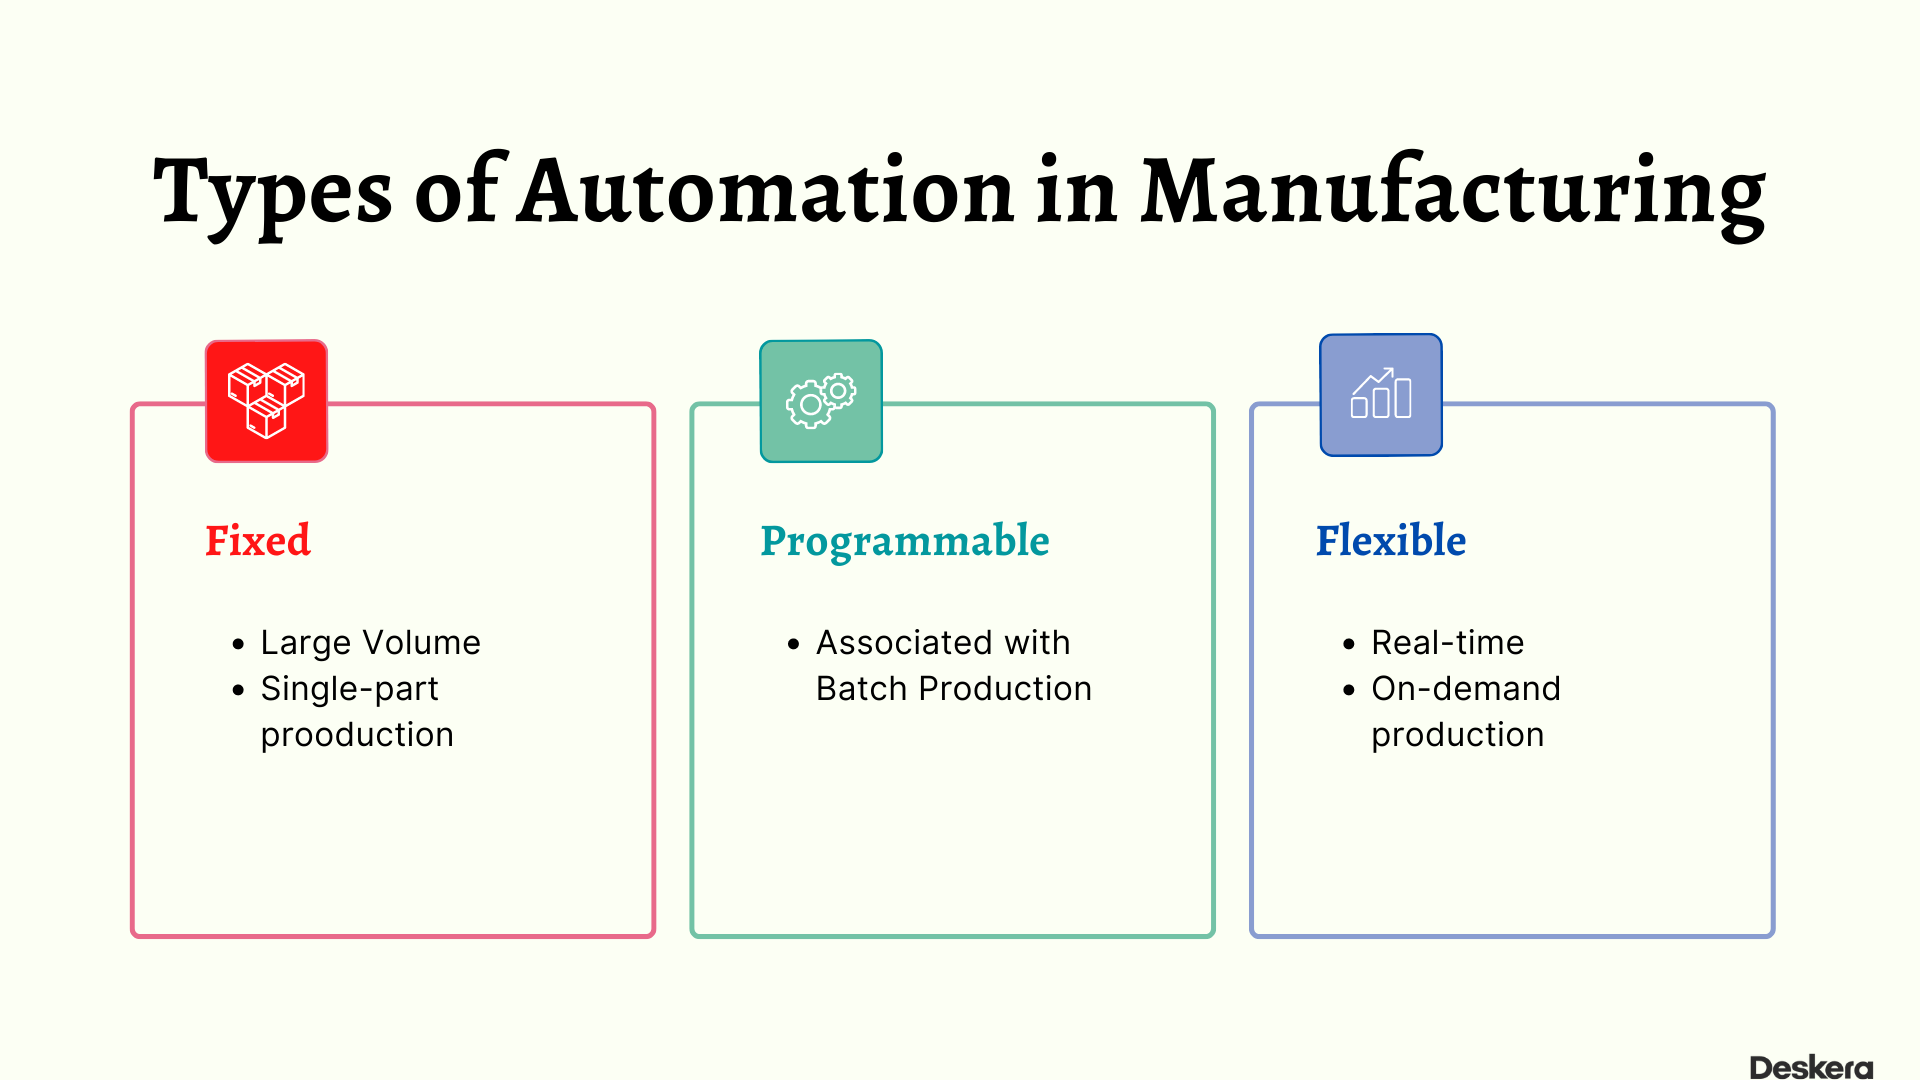 Types of Automation in Manufacturing
Fixed
• Large Volume
• Single-part
prooduction
Programmable
• Associated with
Batch Production
Flexible
• Real-time
• On-demand
production
Deskera